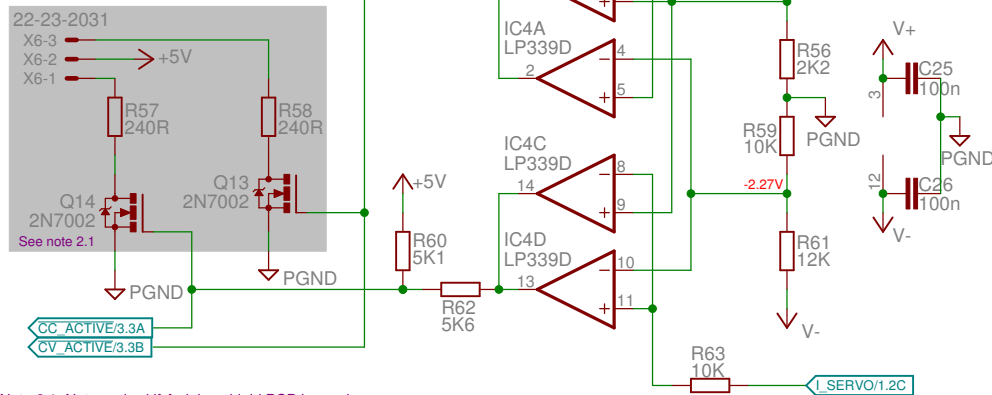 22-23-2031
X6-3
X6-2
+5V
X6-1
R57
240R
R58
240R
Q14
2N7002
Q13
2N7002
See note 2.1
PGND
PGND
CC_ACTIVE/3.3A
CV_ACTIVE/3.3B
+5V
R60
5K1
R62
5K6
IC4A
LP339D
2
4
5
IC4C
LP339D
14
8
9
IC4D
LP339D
13
10
11
R56
2K2
PGND
R59
10K
-2.27V
R61
12K
V-
R63
10K
I_SERVO/1.2C
V+
C25
100n
3
PGND
12
C26
100n
V-